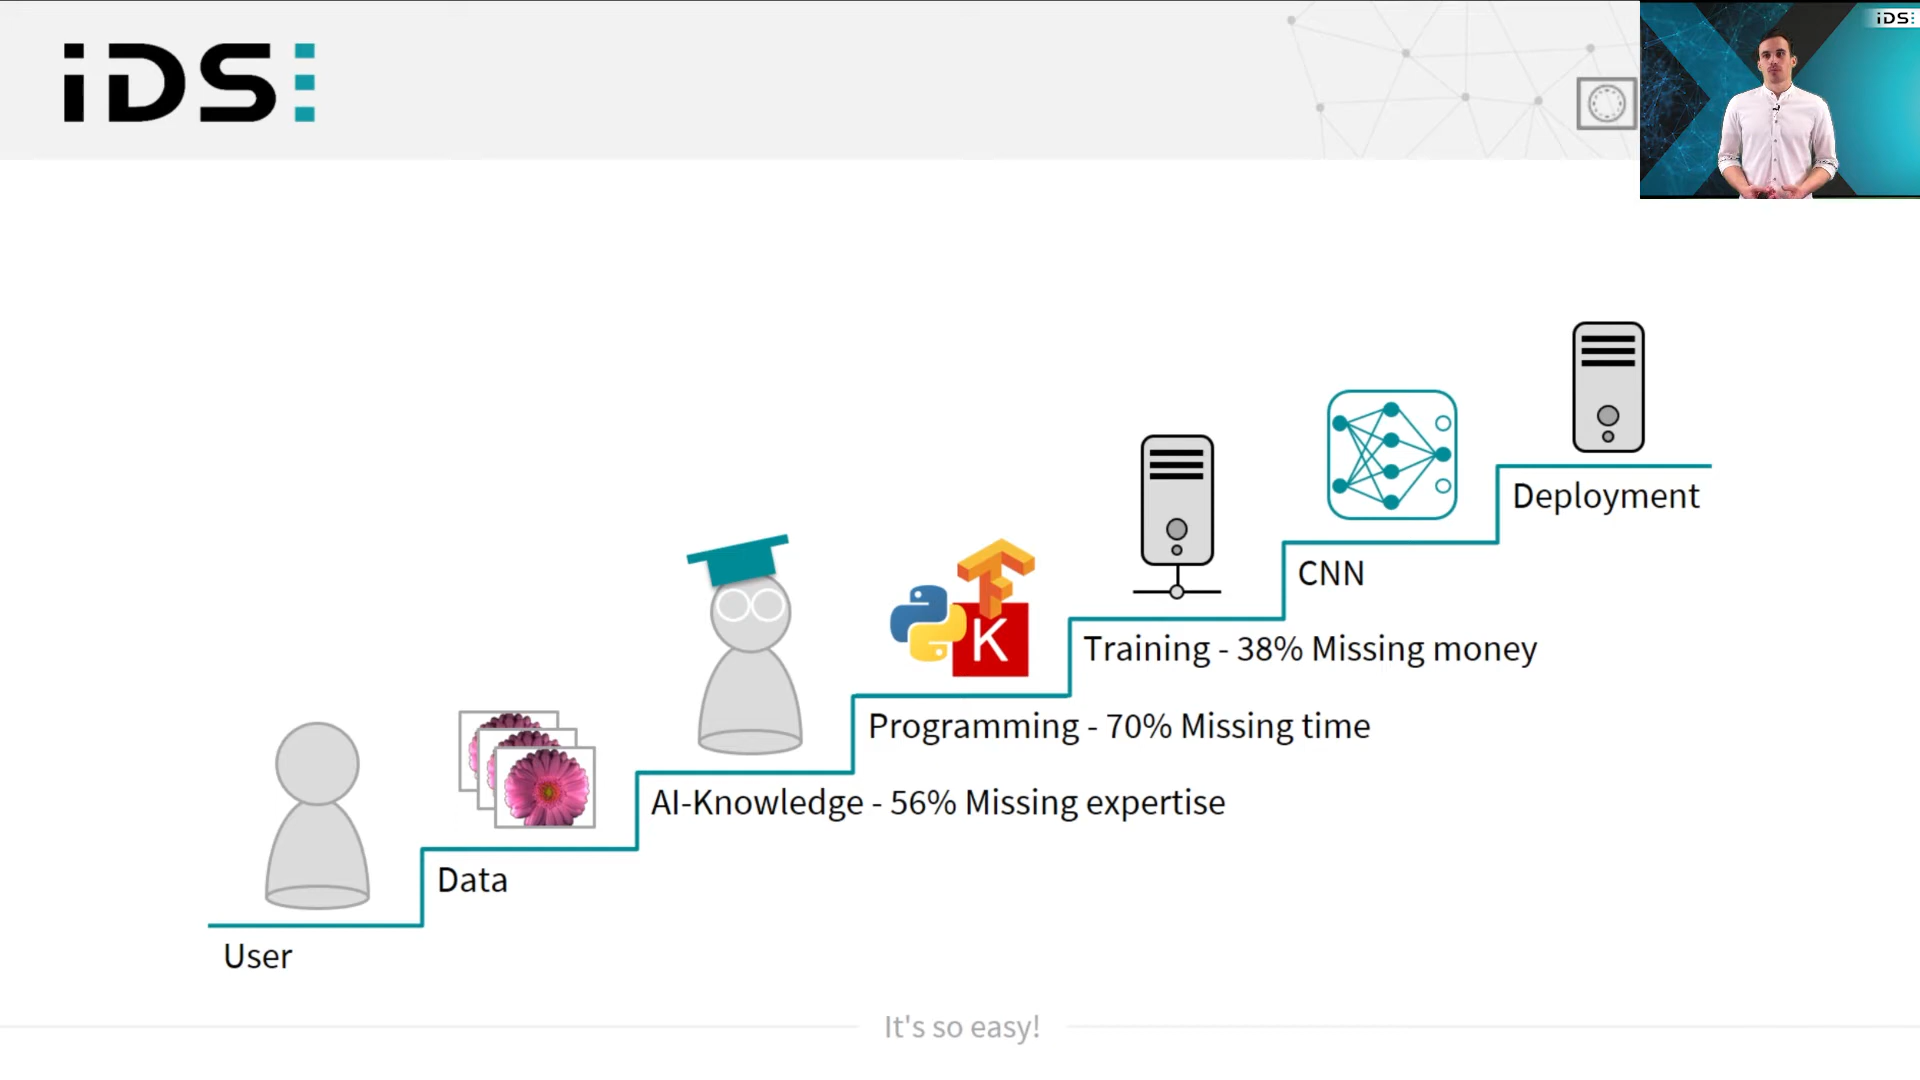 iDS
iDS
Deployment
CNN
Training - 38% Missing money
K
Programming - 70% Missing time
AI-Knowledge - 56% Missing expertise
Data
User
It's so easy!